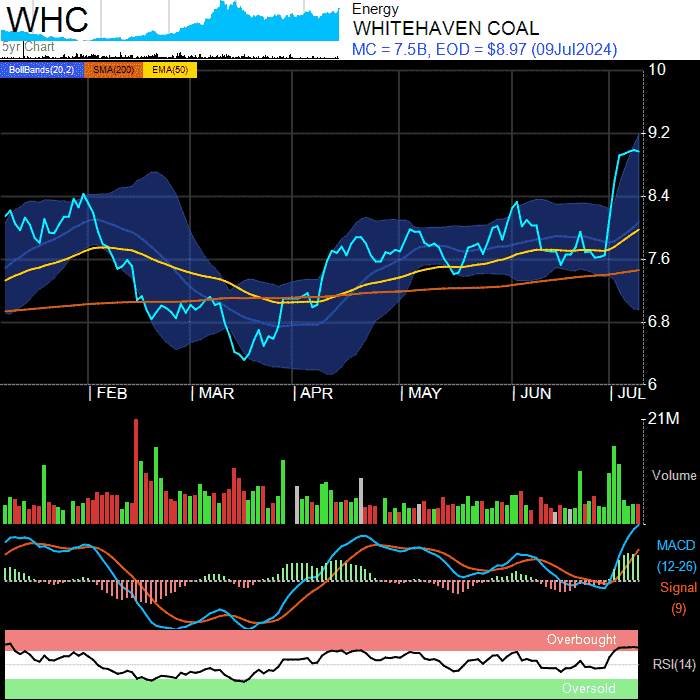 WHC
5yr Chart
Energy
WHITEHAVEN COAL
MC = 7.5B, EOD = $8.97 (09Jul2024)
BollBands(20,2) SMA(200) EMA(50)
10
9.2
8.4
7.6
6.8
6
| FEB | MAR | APR | MAY | JUN | JUL
21M
Volume
MACD
(12-26)
Signal
(9)
Overbought
RSI(14)
Oversold